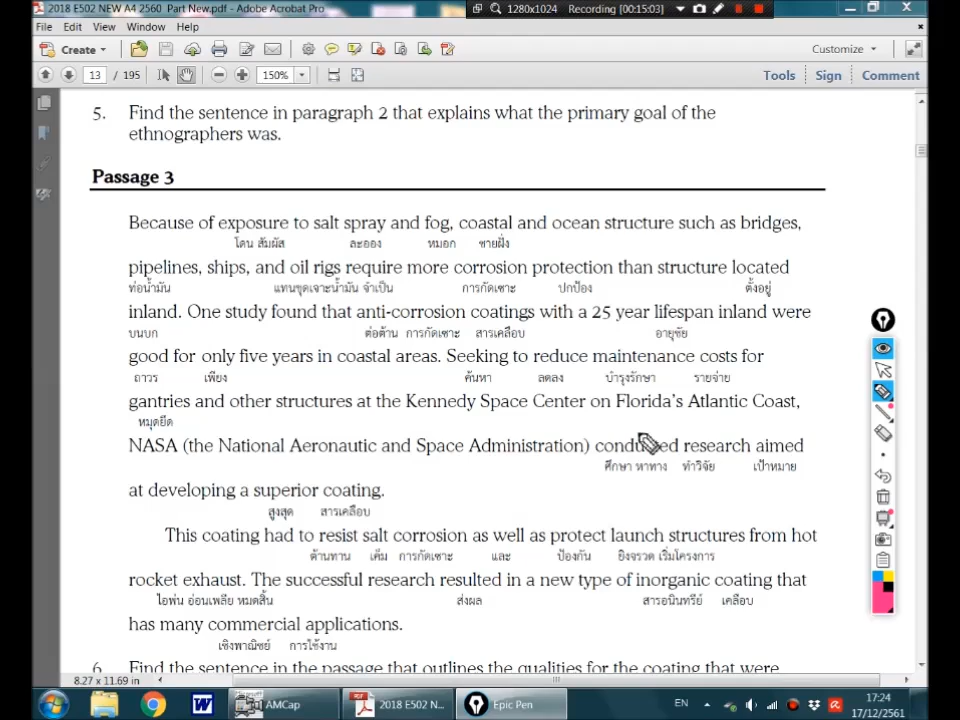 2018 E502 NEW A4 2560 Part New.pdf - Adobe Acrobat Pro
1280x1024 Recording [00:15:03]
File Edit View Window Help
Create Customize
13 / 195 150% Tools Sign Comment
5. Find the sentence in paragraph 2 that explains what the primary goal of the
ethnographers was.
Passage 3
Because of exposure to salt spray and fog, coastal and ocean structure such as bridges,
โดน สัมผัส ละออง หมอก ชายฝั่ง
pipelines, ships, and oil rigs require more corrosion protection than structure located
ท่อน้ำมัน แทนขุดเจาะน้ำมัน จำเป็น การกัดเซาะ ปกป้อง ตั้งอยู่
inland. One study found that anti-corrosion coatings with a 25 year lifespan inland were
บนบก ต่อต้าน การกัดเซาะ สารเคลือบ อายุขัย
good for only five years in coastal areas. Seeking to reduce maintenance costs for
ถาวร เพียง ค้นหา ลดลง บำรุงรักษา รายจ่าย
gantries and other structures at the Kennedy Space Center on Florida's Atlantic Coast,
หมุดยึด
NASA (the National Aeronautic and Space Administration) conducted research aimed
ศึกษา หาทาง ทำวิจัย เป้าหมาย
at developing a superior coating.
สูงสุด สารเคลือบ
This coating had to resist salt corrosion as well as protect launch structures from hot
ต้านทาน เค็ม การกัดเซาะ และ ป้องกัน ยิงจรวด เริ่มโครงการ
rocket exhaust. The successful research resulted in a new type of inorganic coating that
ไอพ่น อ่อนเพลีย หมดสิ้น ส่งผล สารอนินทรีย์ เคลือบ
has many commercial applications.
เชิงพาณิชย์ การใช้งาน
6. Find the sentence in the passage that outlines the qualities for the coating that were
8.27 x 11.69 in
AMCap 2018 E502 N... Epic Pen EN 17:24
17/12/2561